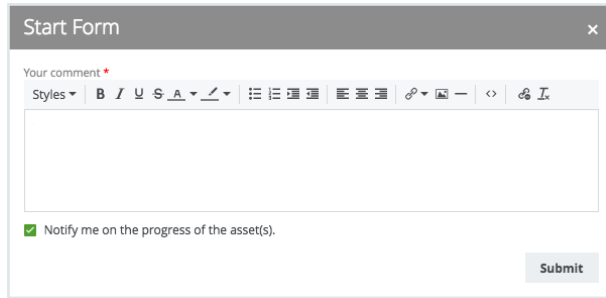 Start Form ×
Your comment *
Styles B I U S A
Notify me on the progress of the asset(s).
Submit